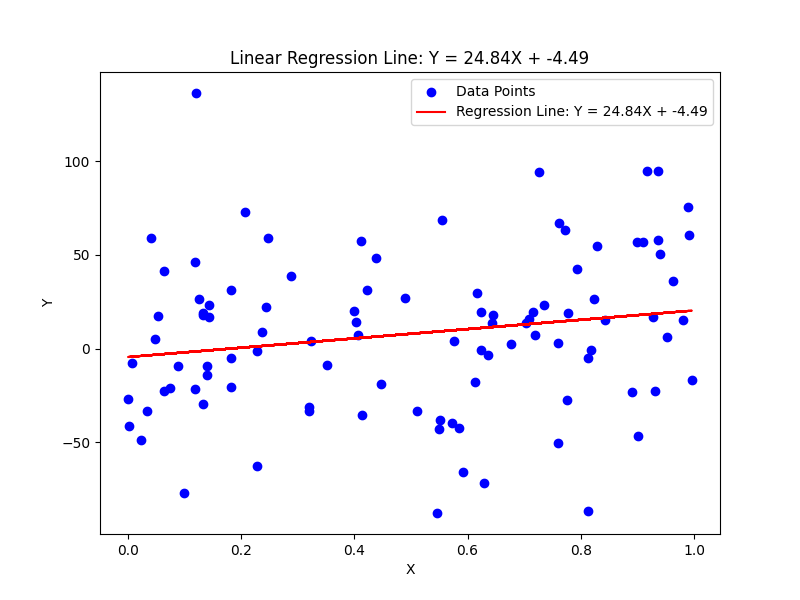 Linear Regression Line: Y = 24.84X + -4.49
Data Points
Regression Line: Y = 24.84X + -4.49
100
50
0
−50
Y
0.0 0.2 0.4 0.6 0.8 1.0
X